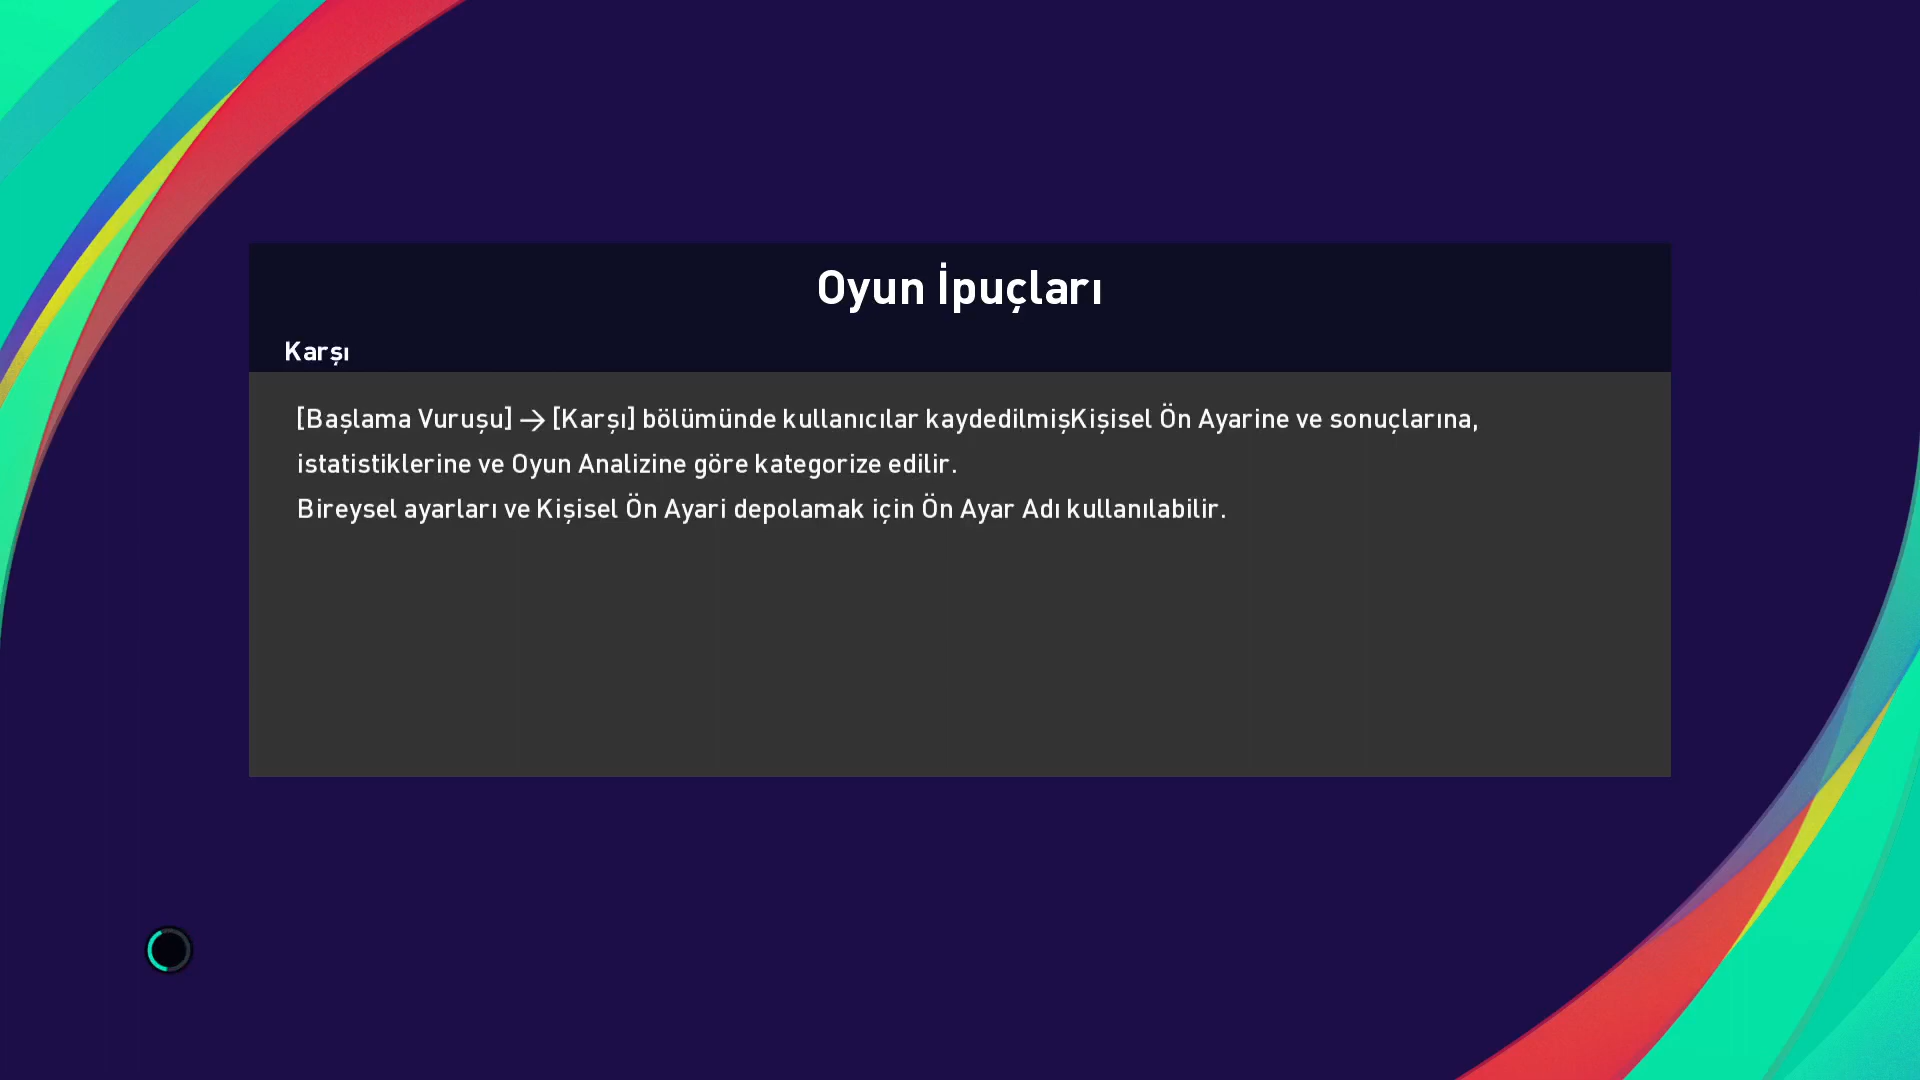 Oyun İpuçları
Karşı
[Başlama Vuruşu] → [Karşı] bölümünde kullanıcılar kaydedilmişKişisel Ön Ayarine ve sonuçlarına,
istatistiklerine ve Oyun Analizine göre kategorize edilir.
Bireysel ayarları ve Kişisel Ön Ayari depolamak için Ön Ayar Adı kullanılabilir.